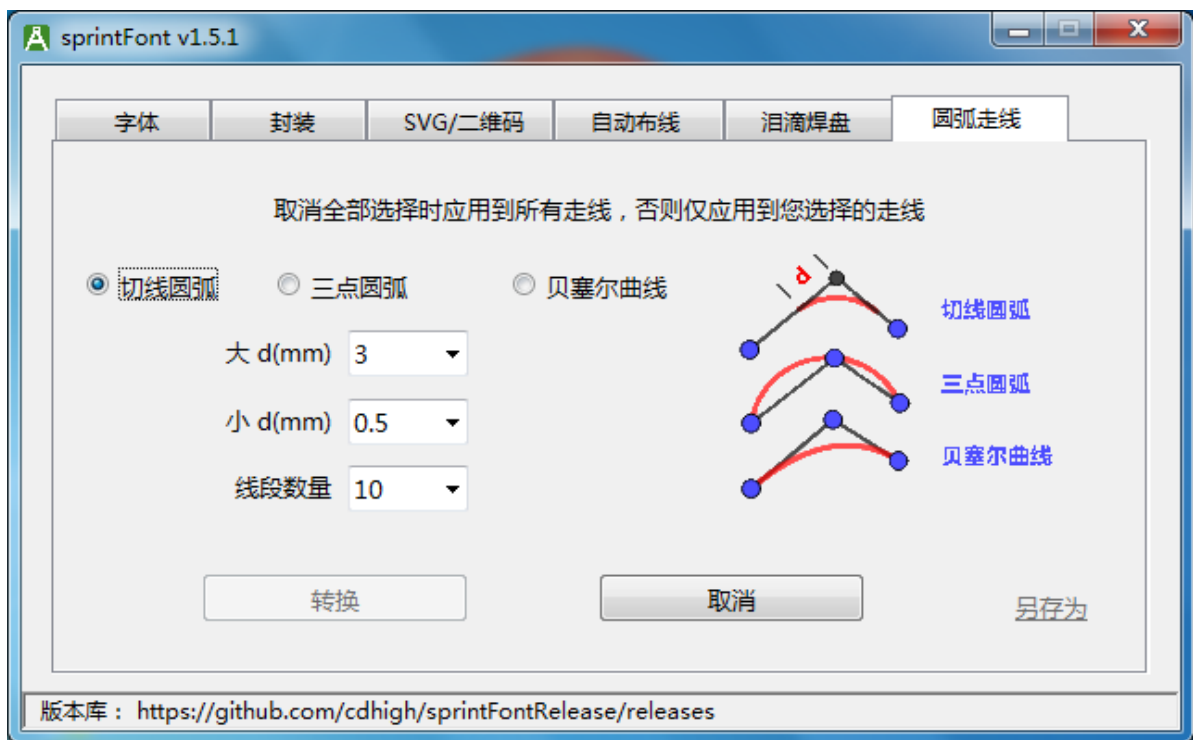 sprintFont v1.5.1
字体 封装 SVG/二维码 自动布线 泪滴焊盘 圆弧走线
取消全部选择时应用到所有走线，否则仅应用到您选择的走线
切线圆弧 三点圆弧 贝塞尔曲线
d
切线圆弧
大 d(mm) 3
三点圆弧
小 d(mm) 0.5
贝塞尔曲线
线段数量 10
转换 取消 另存为
版本库： https://github.com/cdhigh/sprintFontRelease/releases